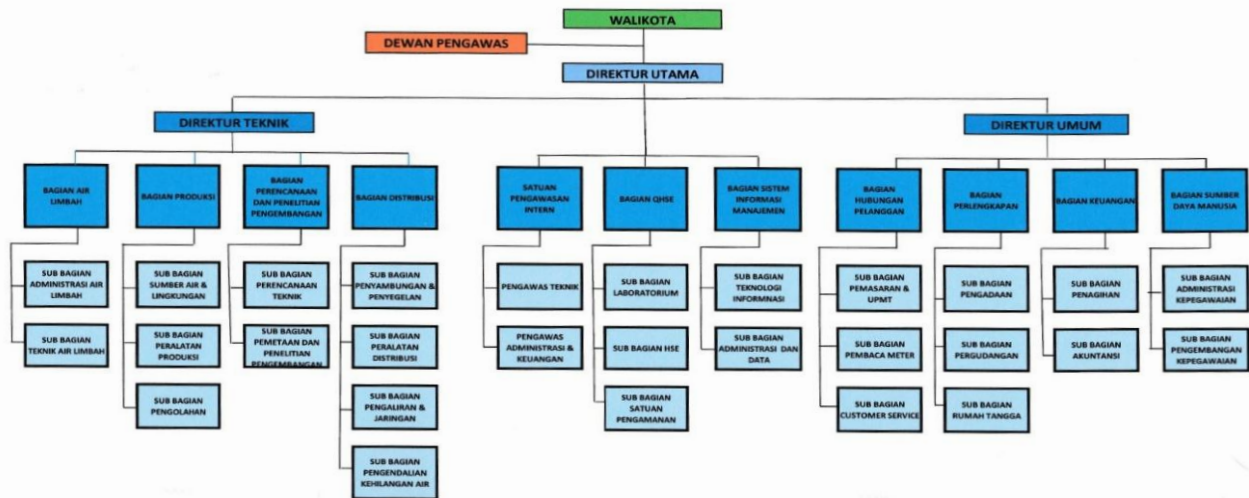 WALIKOTA
DEWAN PENGAWAS
DIREKTUR UTAMA
DIREKTUR TEKNIK
DIREKTUR UMUM
BAGIAN AIR
LIMBAH
BAGIAN PRODUKSI
BAGIAN
PERENCANAAN
DAN PENELITIAN
PENGEMBANGAN
BAGIAN DISTRIBUSI
SATUAN
PENGAWASAN
INTERN
BAGIAN QHSE
BAGIAN SISTEM
INFORMASI
MANAJEMEN
BAGIAN
HUBUNGAN
PELANGGAN
BAGIAN
PERLENGKAPAN
BAGIAN KEUANGAN
BAGIAN SUMBER
DAYA MANUSIA
SUB BAGIAN
ADMINISTRASI AIR
LIMBAH
SUB BAGIAN
SUMBER AIR &
LINGKUNGAN
SUB BAGIAN
PERENCANAAN
TEKNIK
SUB BAGIAN
PENYAMBUNGAN &
PENYEGELAN
PENGAWAS TEKNIK
SUB BAGIAN
LABORATORIUM
SUB BAGIAN
TEKNOLOGI
INFORMNASI
SUB BAGIAN
PEMASARAN &
UPMT
SUB BAGIAN
PENGADAAN
SUB BAGIAN
PENAGIHAN
SUB BAGIAN
ADMINISTRASI
KEPEGAWAIAN
SUB BAGIAN
TEKNIK AIR LIMBAH
SUB BAGIAN
PERALATAN
PRODUKSI
SUB BAGIAN
PEMETAAN DAN
PENELITIAN
PENGEMBANGAN
SUB BAGIAN
PERALATAN
DISTRIBUSI
PENGAWAS
ADMINISTRASI &
KEUANGAN
SUB BAGIAN HSE
SUB BAGIAN
ADMINISTRASI DAN
DATA
SUB BAGIAN
PEMBACA METER
SUB BAGIAN
PERGUDANGAN
SUB BAGIAN
AKUNTANSI
SUB BAGIAN
PENGEMBANGAN
KEPEGAWAIAN
SUB BAGIAN
PENGOLAHAN
SUB BAGIAN
PENGALIRAN &
JARINGAN
SUB BAGIAN
SATUAN
PENGAMANAN
SUB BAGIAN
CUSTOMER SERVICE
SUB BAGIAN
RUMAH TANGGA
SUB BAGIAN
PENGENDALIAN
KEHILANGAN AIR